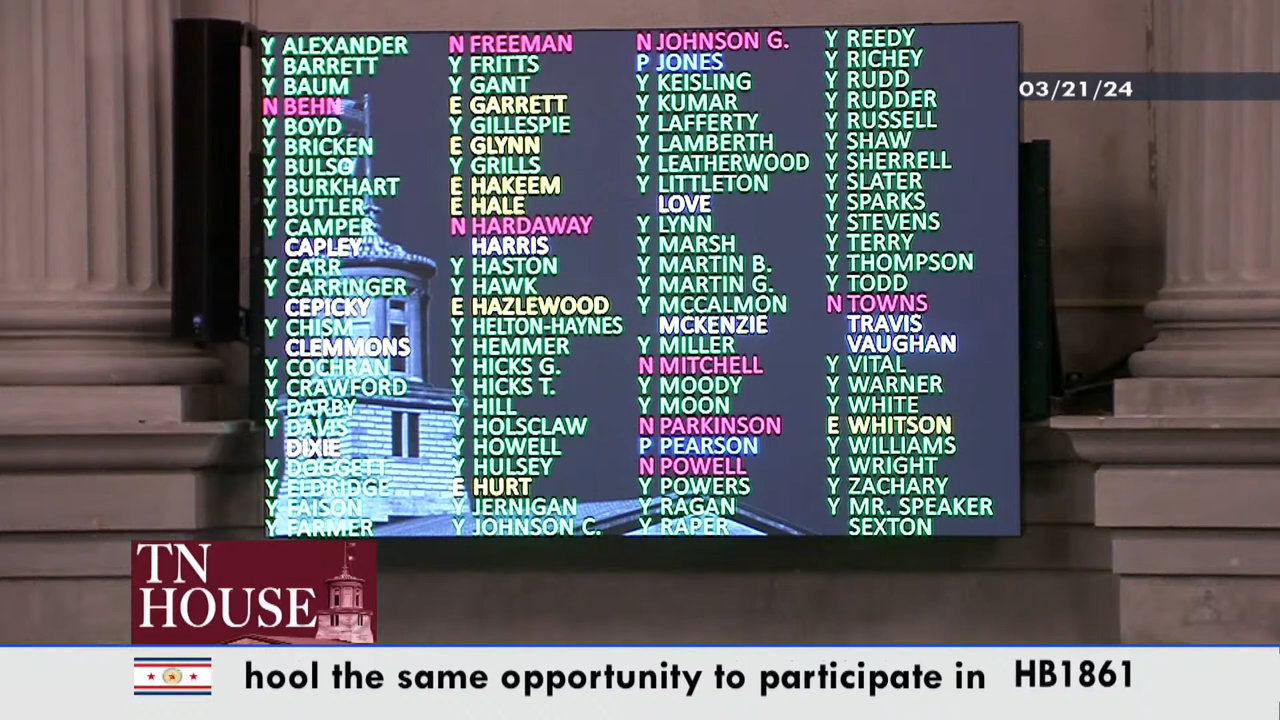 Y ALEXANDER
Y BARRETT
Y BAUM
N BEHN
Y BOYD
Y BRICKEN
Y BULSO
Y BURKHART
Y BUTLER
Y CAMPER
CAPLEY
Y CARR
Y CARRINGER
CEPICKY
Y CHISM
CLEMMONS
Y COCHRAN
Y CRAWFORD
Y DARBY
Y DAVIS
DIXIE
Y DOGGETT
Y ELDRIDGE
Y FAISON
Y FARMER
N FREEMAN
Y FRITTS
Y GANT
E GARRETT
Y GILLESPIE
E GLYNN
Y GRILLS
E HAKEEM
E HALE
N HARDAWAY
HARRIS
Y HASTON
Y HAWK
E HAZLEWOOD
Y HELTON-HAYNES
Y HEMMER
Y HICKS G.
Y HICKS T.
Y HILL
Y HOLSCLAW
Y HOWELL
Y HULSEY
E HURT
Y JERNIGAN
Y JOHNSON C.
N JOHNSON G.
P JONES
Y KEISLING
Y KUMAR
Y LAFFERTY
Y LAMBERTH
Y LEATHERWOOD
Y LITTLETON
LOVE
Y LYNN
Y MARSH
Y MARTIN B.
Y MARTIN G.
Y MCCALMON
MCKENZIE
Y MILLER
N MITCHELL
Y MOODY
Y MOON
N PARKINSON
P PEARSON
N POWELL
Y POWERS
Y RAGAN
Y RAPER
Y REEDY
Y RICHEY
Y RUDD
Y RUDDER
Y RUSSELL
Y SHAW
Y SHERRELL
Y SLATER
Y SPARKS
Y STEVENS
Y TERRY
Y THOMPSON
Y TODD
N TOWNS
TRAVIS
VAUGHAN
Y VITAL
Y WARNER
Y WHITE
E WHITSON
Y WILLIAMS
Y WRIGHT
Y ZACHARY
Y MR. SPEAKER
SEXTON
03/21/24
TN
HOUSE
hool the same opportunity to participate in HB1861